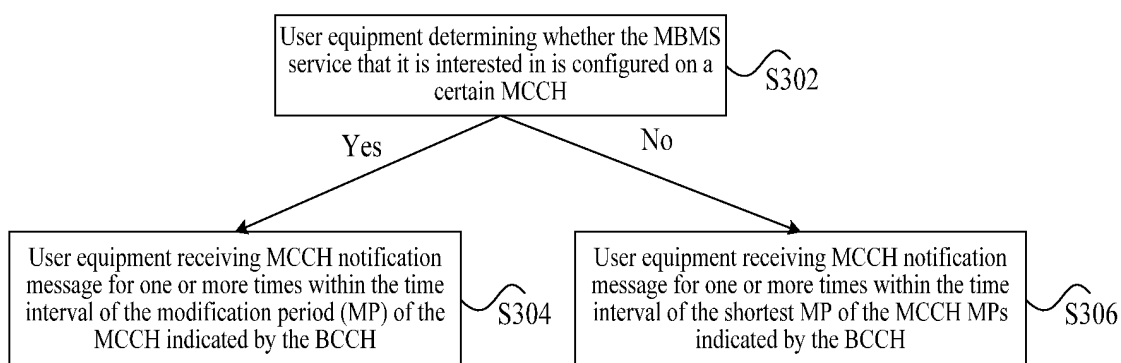 User equipment determining whether the MBMS
service that it is interested in is configured on a
certain MCCH
S302
Yes
No
User equipment receiving MCCH notification
message for one or more times within the time
interval of the modification period (MP) of the
MCCH indicated by the BCCH
S304
User equipment receiving MCCH notification
message for one or more times within the time
interval of the shortest MP of the MCCH MPs
indicated by the BCCH
S306